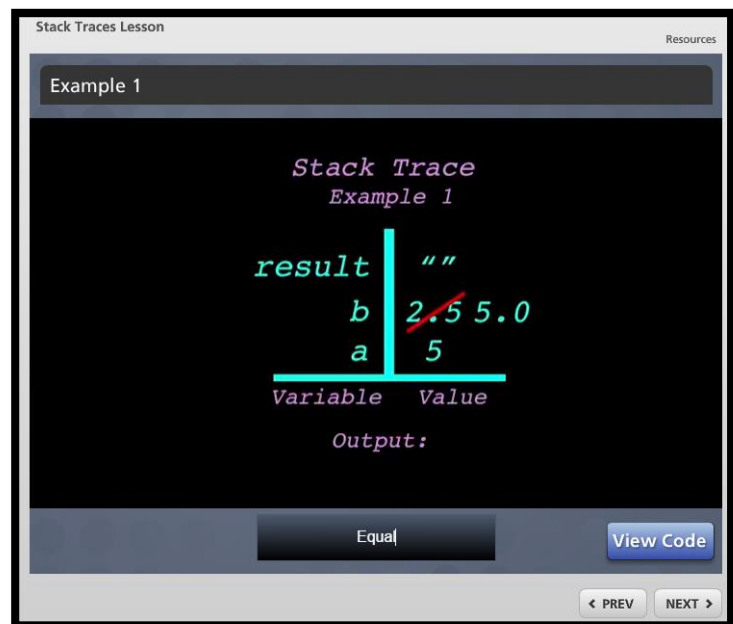 Stack Traces Lesson
Resources
Example 1
Stack Trace
Example 1
result “”
b 2.5 5.0
a 5
Variable Value
Output:
Equal
View Code
< PREV NEXT >